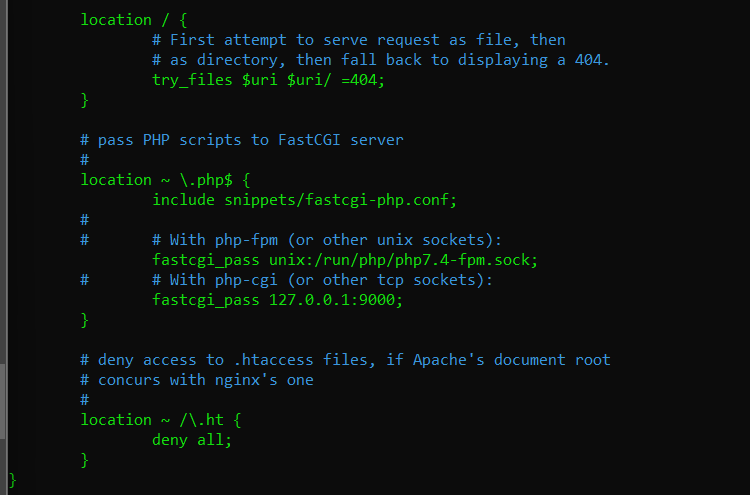 location / {
# First attempt to serve request as file, then
# as directory, then fall back to displaying a 404.
try_files $uri $uri/ =404;
}
# pass PHP scripts to FastCGI server
#
location ~ \.php$ {
include snippets/fastcgi-php.conf;
#
# # With php-fpm (or other unix sockets):
fastcgi_pass unix:/run/php/php7.4-fpm.sock;
# # With php-cgi (or other tcp sockets):
fastcgi_pass 127.0.0.1:9000;
}
# deny access to .htaccess files, if Apache's document root
# concurs with nginx's one
#
location ~ /\.ht {
deny all;
}
}